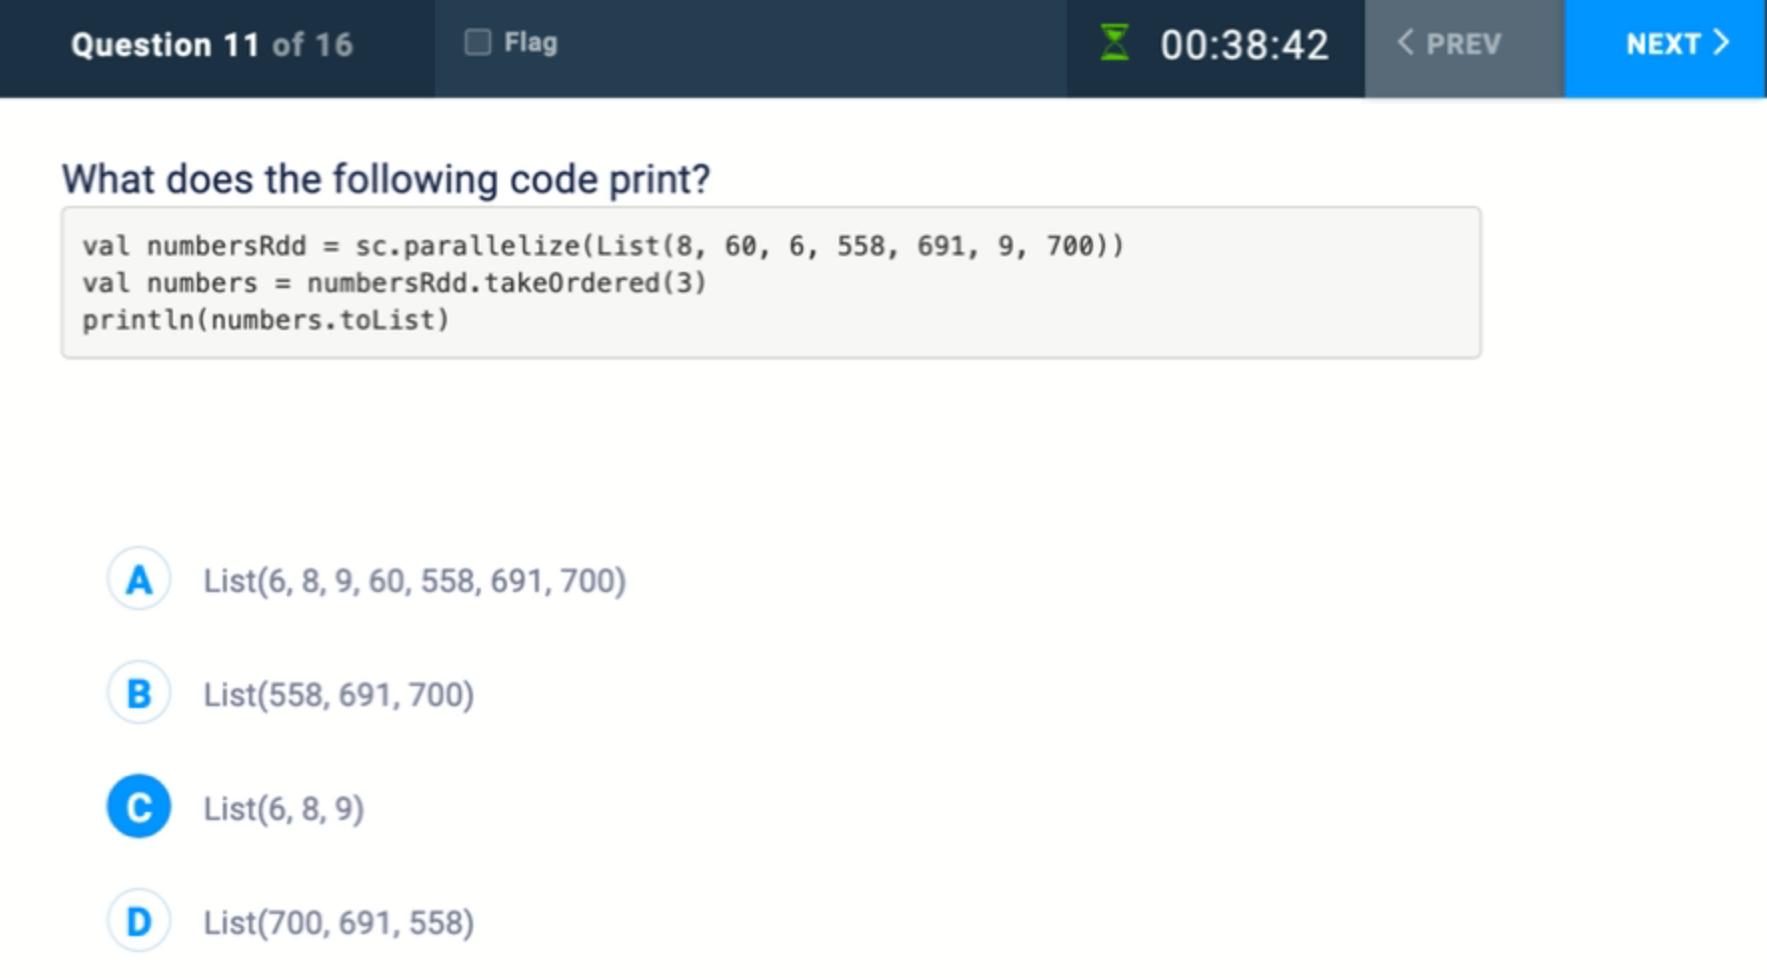 Question 11 of 16
Flag
00:38:42
< PREV
NEXT >
What does the following code print?
val numbersRdd = sc.parallelize(List(8, 60, 6, 558, 691, 9, 700))
val numbers = numbersRdd.takeOrdered(3)
println(numbers.toList)
A List(6, 8, 9, 60, 558, 691, 700)
B List(558, 691, 700)
C List(6, 8, 9)
D List(700, 691, 558)